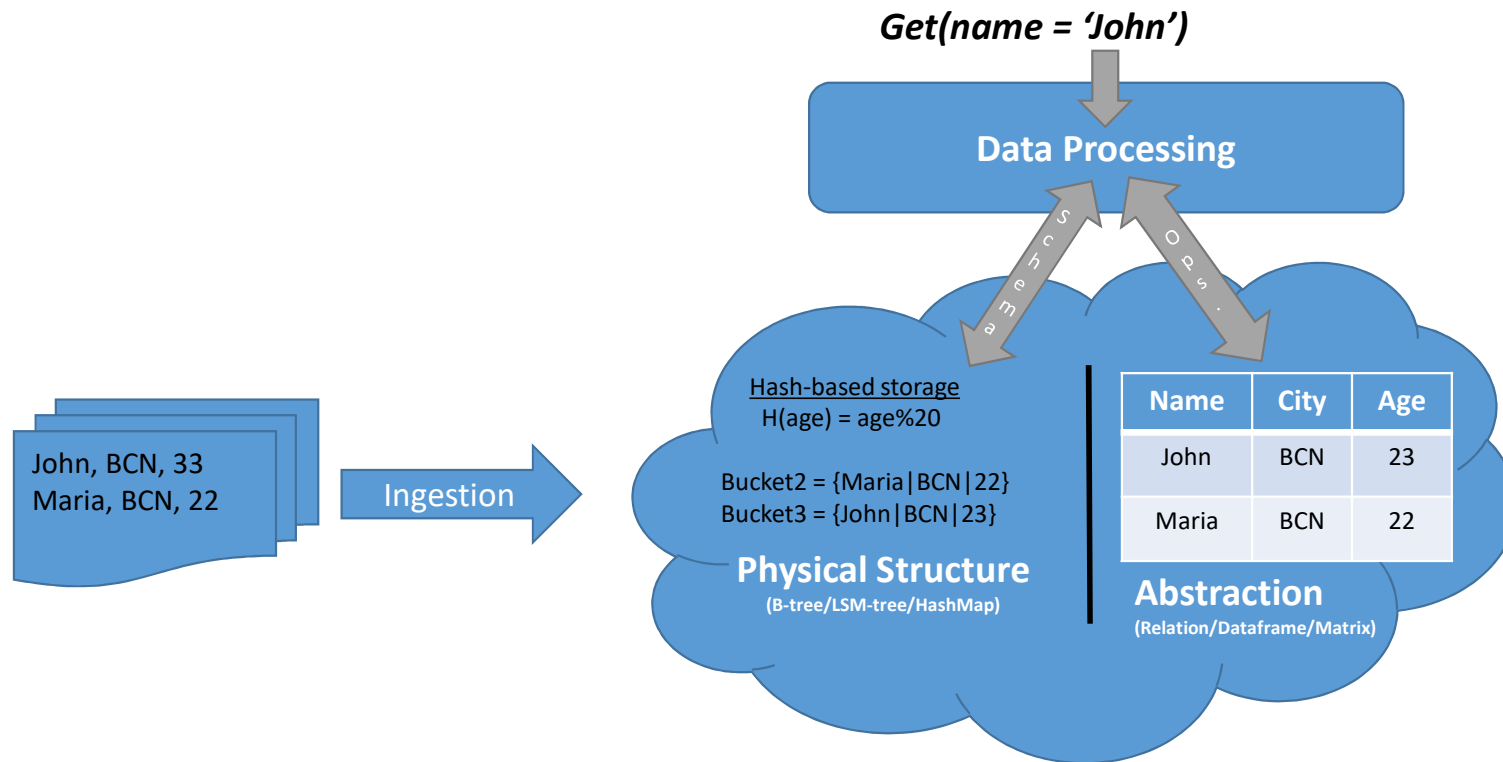 Get(name = ‘John’)
Data Processing
Schema
Ops.
John, BCN, 33
Maria, BCN, 22
Ingestion
Hash-based storage
H(age) = age%20
Bucket2 = {Maria|BCN|22}
Bucket3 = {John|BCN|23}
Physical Structure
(B-tree/LSM-tree/HashMap)
Name City Age
John BCN 23
Maria BCN 22
Abstraction
(Relation/Dataframe/Matrix)